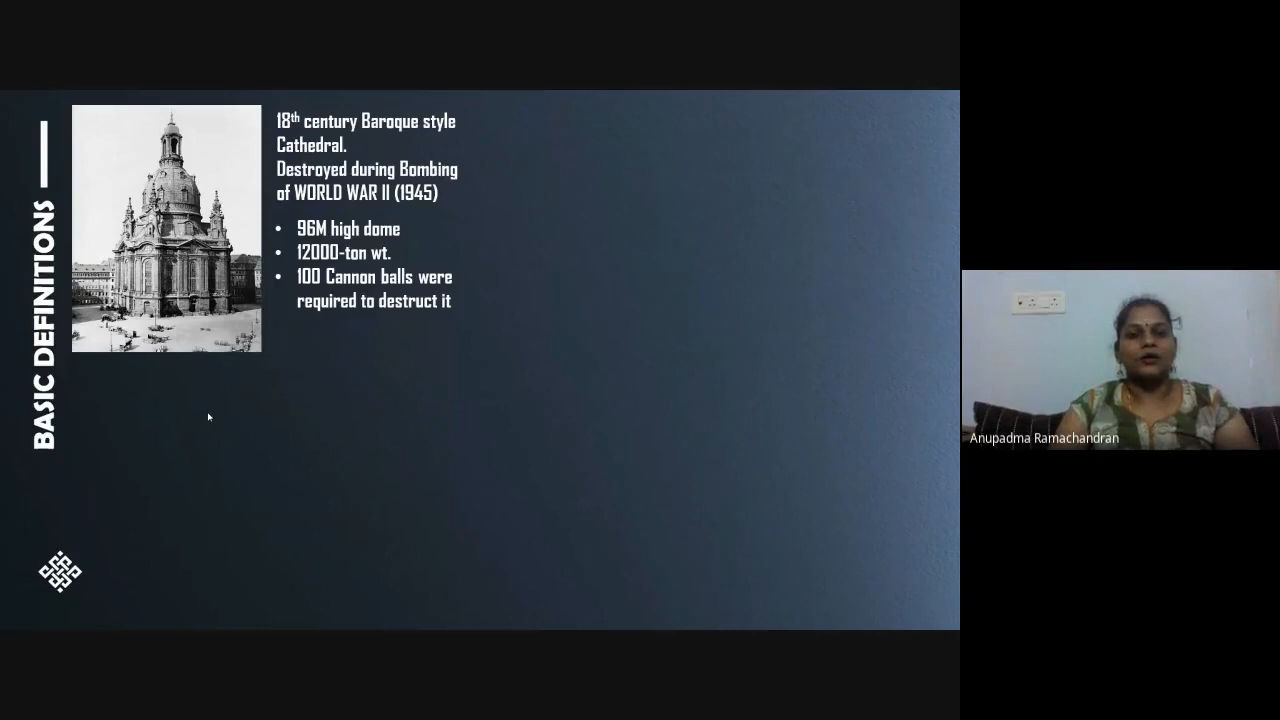 BASIC DEFINITIONS
18th century Baroque style
Cathedral.
Destroyed during Bombing
of WORLD WAR II (1945)
• 96M high dome
• 12000-ton wt.
• 100 Cannon balls were
required to destruct it
Anupadma Ramachandran